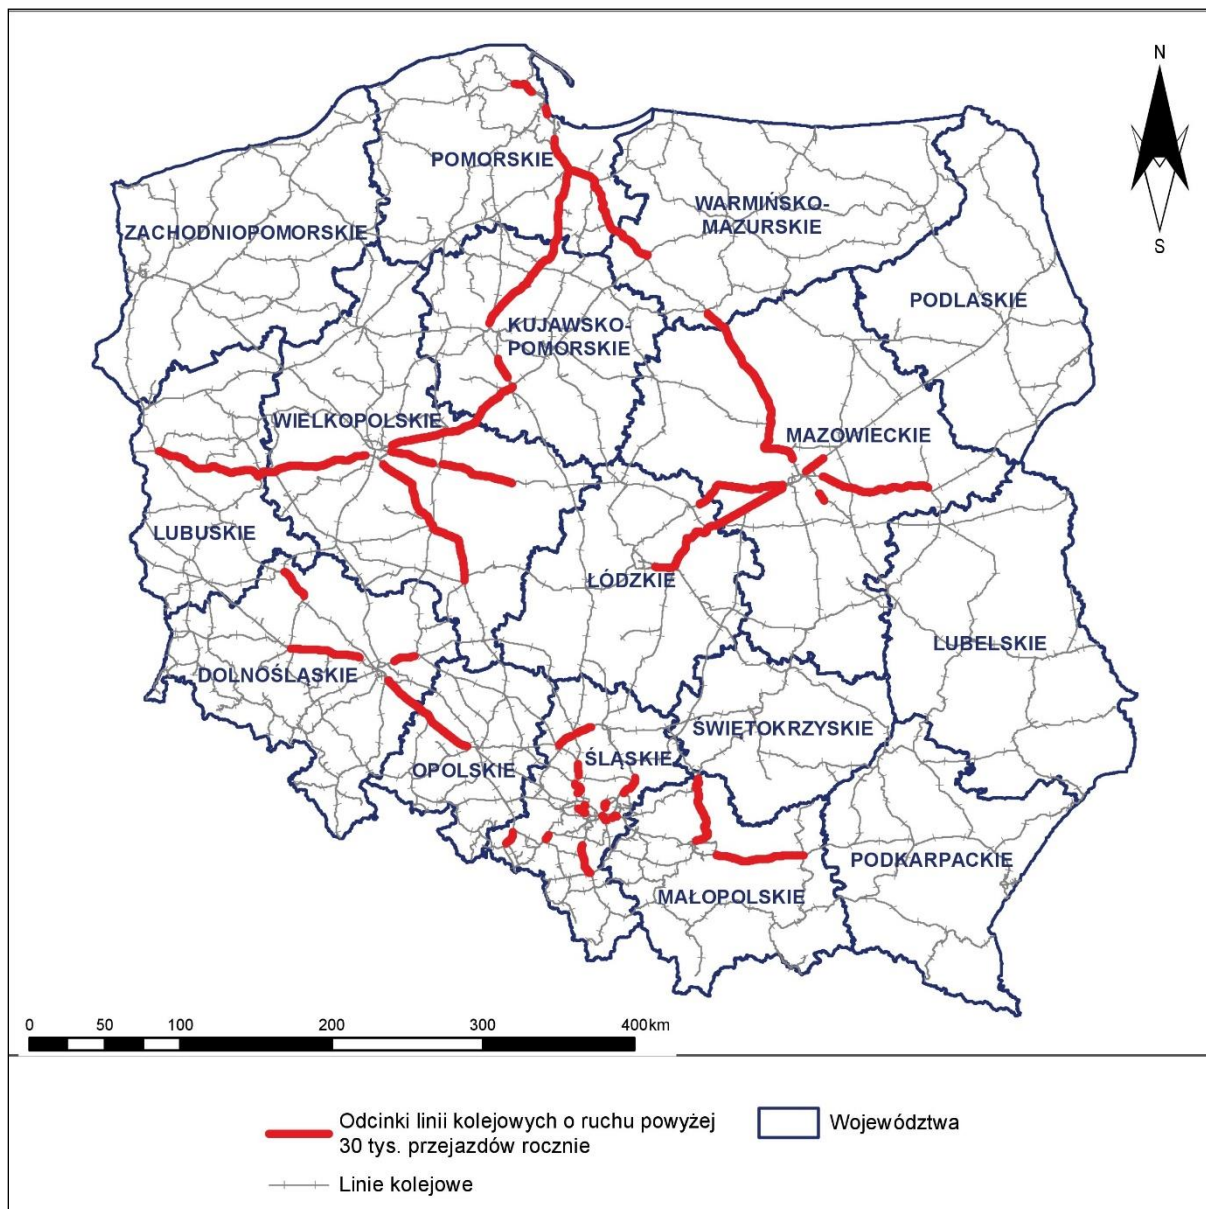 N
S
POMORSKIE
WARMIŃSKO-
MAZURSKIE
ZACHODNIOPOMORSKIE
PODLASKIE
KUJAWSKO-
POMORSKIE
WIELKOPOLSKIE
MAZOWIECKIE
LUBUSKIE
ŁÓDZKIE
LUBELSKIE
DOLNOŚLĄSKIE
ŚWIĘTOKRZYSKIE
ŚLĄSKIE
OPOLSKIE
PODKARPACKIE
MAŁOPOLSKIE
0 50 100 200 300 400km
Odcinki linii kolejowych o ruchu powyżej
30 tys. przejazdów rocznie
Województwa
Linie kolejowe